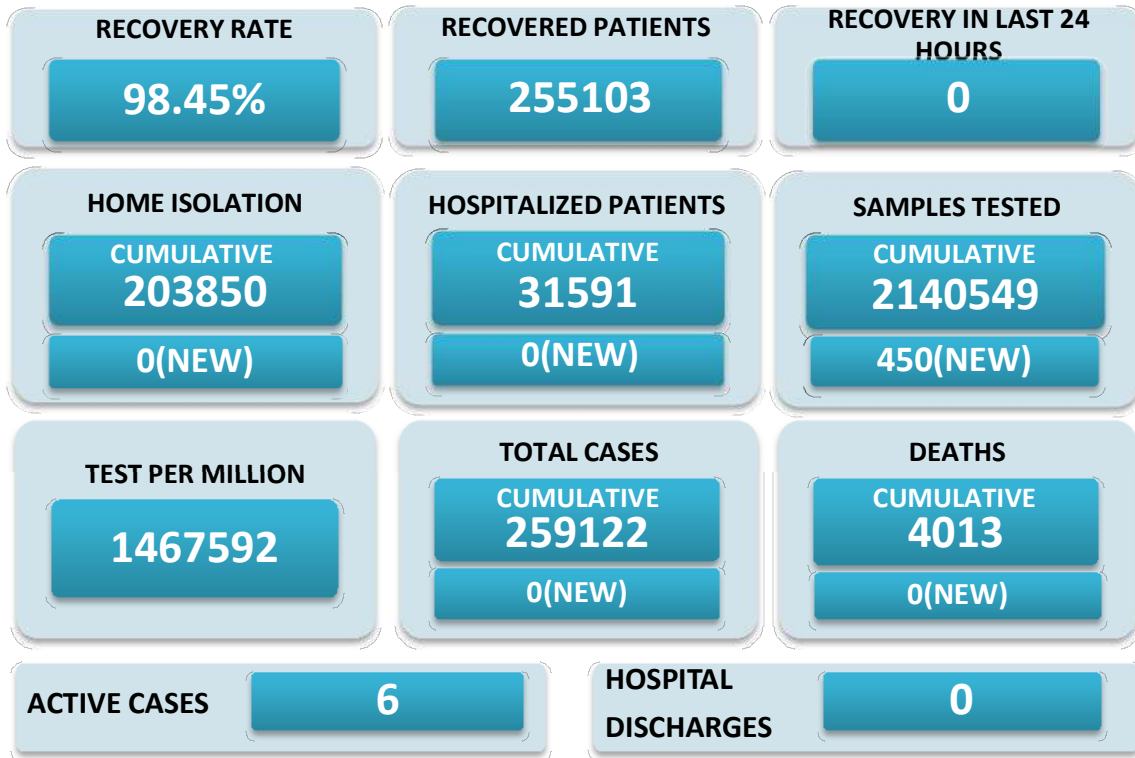 RECOVERY RATE
98.45%
RECOVERED PATIENTS
255103
RECOVERY IN LAST 24
HOURS
0
HOME ISOLATION
CUMULATIVE
203850
0(NEW)
HOSPITALIZED PATIENTS
CUMULATIVE
31591
0(NEW)
SAMPLES TESTED
CUMULATIVE
2140549
450(NEW)
TEST PER MILLION
1467592
TOTAL CASES
CUMULATIVE
259122
0(NEW)
DEATHS
CUMULATIVE
4013
0(NEW)
ACTIVE CASES
6
HOSPITAL
DISCHARGES
0